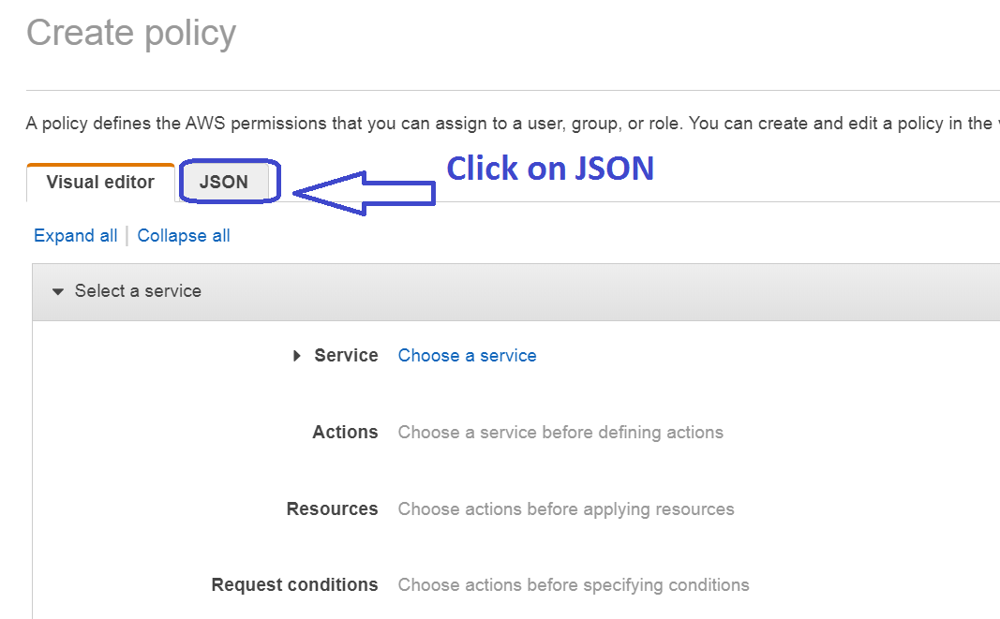 Create policy
A policy defines the AWS permissions that you can assign to a user, group, or role. You can create and edit a policy in the
Click on JSON
Visual editor JSON
Expand all Collapse all
Select a service
Service Choose a service
Actions Choose a service before defining actions
Resources Choose actions before applying resources
Request conditions Choose actions before specifying conditions